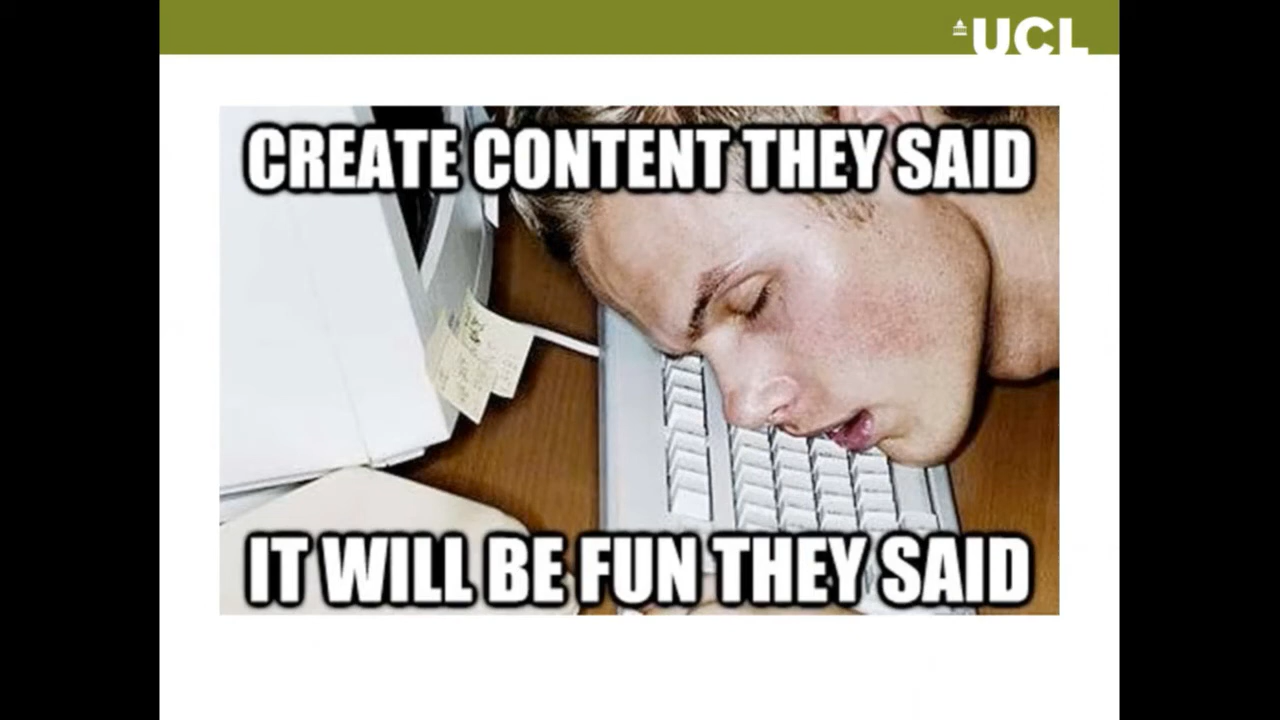 UCL
CREATE CONTENT THEY SAID
IT WILL BE FUN THEY SAID